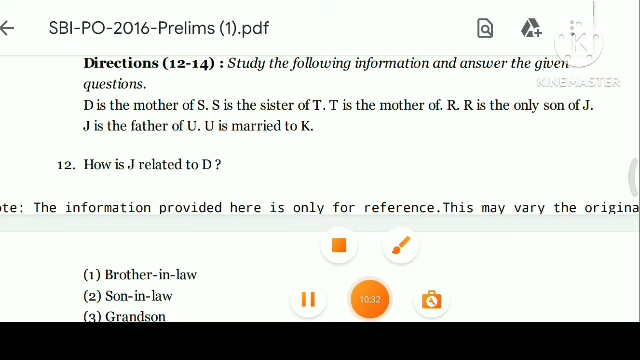 SBI-PO-2016-Prelims (1).pdf
K
KINEMASTER
Directions (12-14) : Study the following information and answer the given
questions.
D is the mother of S. S is the sister of T. T is the mother of. R. R is the only son of J.
J is the father of U. U is married to K.
12. How is J related to D ?
ote: The information provided here is only for reference.This may vary the origina
(1) Brother-in-law
(2) Son-in-law
(3) Grandson
10:32